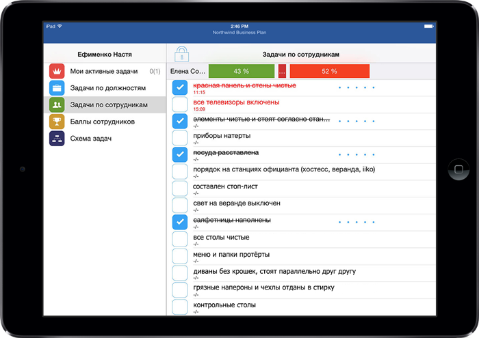 iPad
2:46 PM
Northwind Business Plan
Ефименко Настя
Задачи по сотрудникам
Мои активные задачи 0(1)
Задачи по должностям
Задачи по сотрудникам
Баллы сотрудников
Схема задач
Елена Со...
43 %
...
52 %
красная панель и стены чистые
11:15
все телевизоры включены
15:00
элементы чистые и стоят согласно стан...
-/-
приборы натерты
-/-
посуда расставлена
-/-
порядок на станциях официанта (хостесс, веранда, iiko)
-/-
составлен стоп-лист
-/-
свет на веранде выключен
-/-
салфетницы наполнены
-/-
все столы чистые
-/-
меню и папки протёрты
-/-
диваны без крошек, стоят параллельно друг другу
-/-
грязные напероны и чехлы отданы в стирку
-/-
контрольные столы
-/-